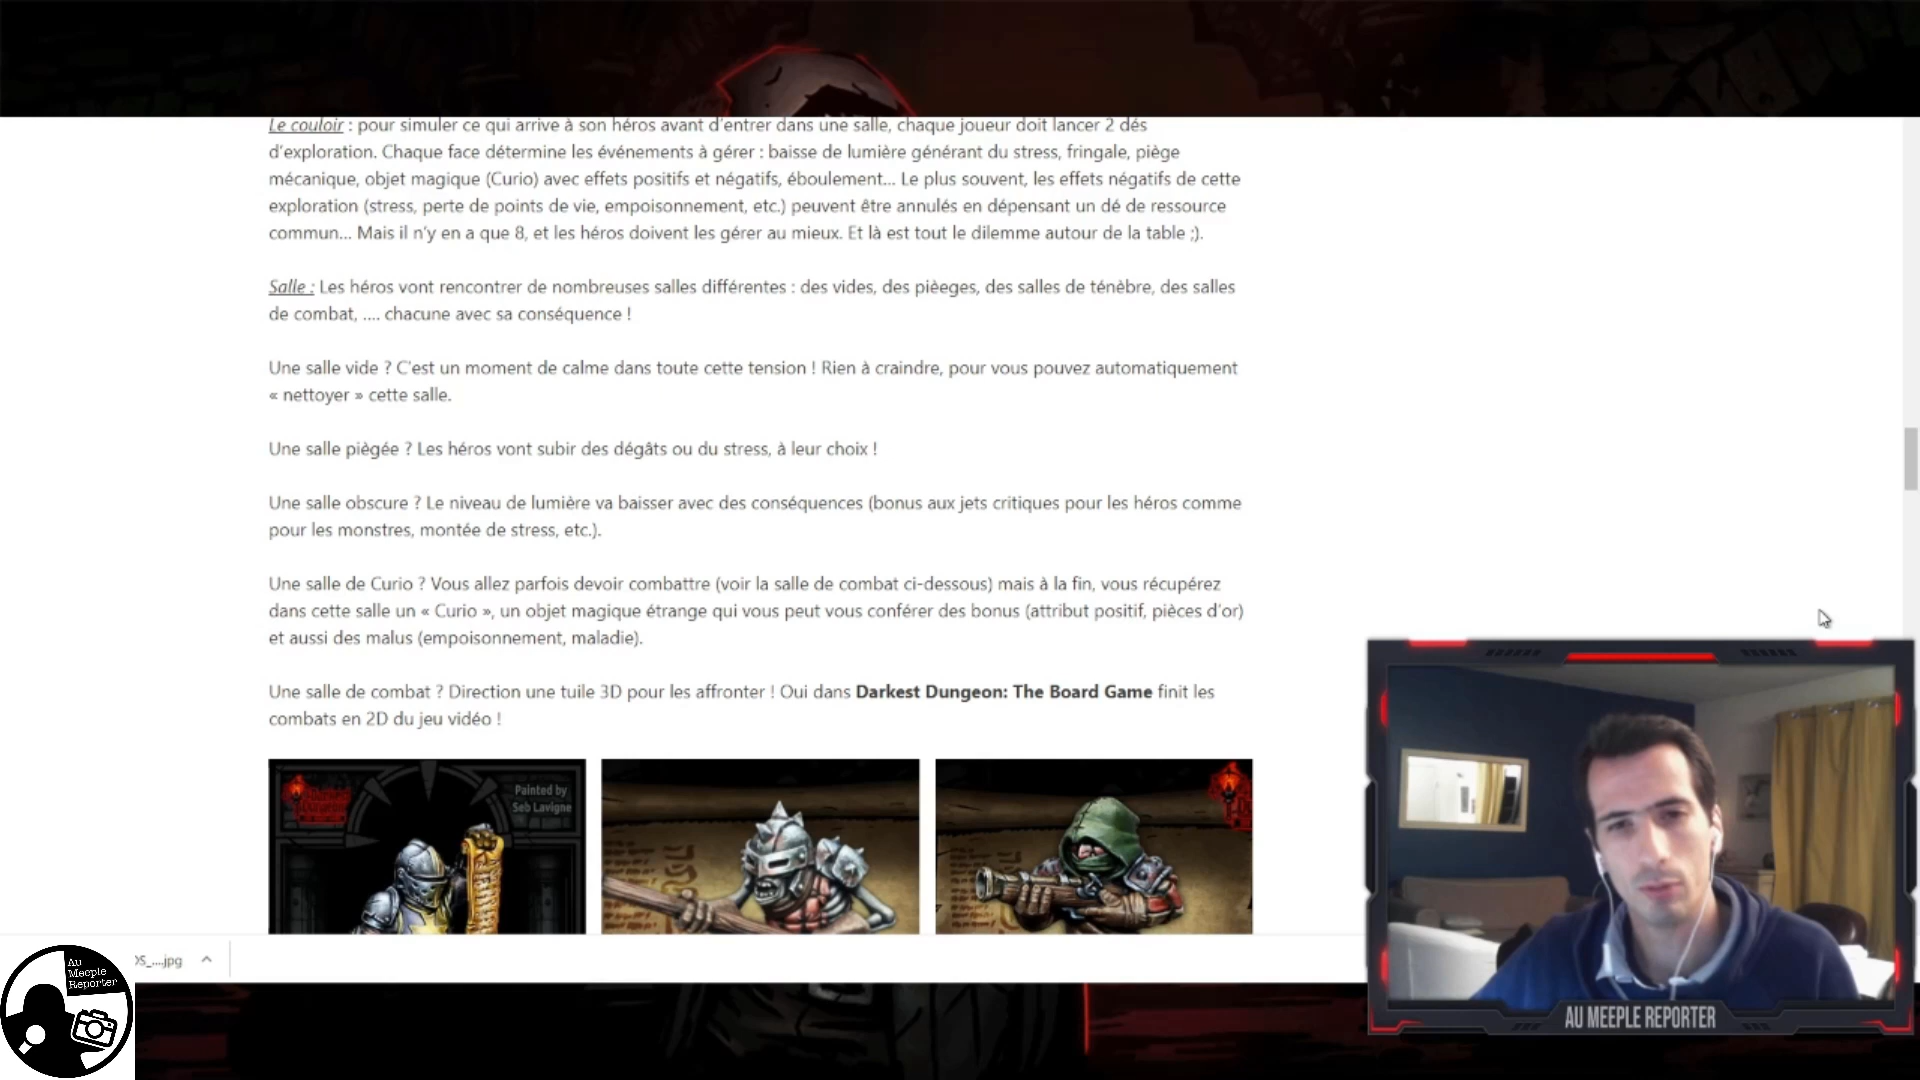 Le couloir : pour simuler ce qui arrive à son héros avant d'entrer dans une salle, chaque joueur doit lancer 2 dés
d'exploration. Chaque face détermine les événements à gérer : baisse de lumière générant du stress, fringale, piège
mécanique, objet magique (Curio) avec effets positifs et négatifs, éboulement... Le plus souvent, les effets négatifs de cette
exploration (stress, perte de points de vie, empoisonnement, etc.) peuvent être annulés en dépensant un dé de ressource
commun... Mais il n'y en a que 8, et les héros doivent les gérer au mieux. Et là est tout le dilemme autour de la table ;).
Salle : Les héros vont rencontrer de nombreuses salles différentes : des vides, des pièeges, des salles de ténèbre, des salles
de combat, .... chacune avec sa conséquence !
Une salle vide ? C'est un moment de calme dans toute cette tension ! Rien à craindre, pour vous pouvez automatiquement
« nettoyer » cette salle.
Une salle piègée ? Les héros vont subir des dégâts ou du stress, à leur choix !
Une salle obscure ? Le niveau de lumière va baisser avec des conséquences (bonus aux jets critiques pour les héros comme
pour les monstres, montée de stress, etc.).
Une salle de Curio ? Vous allez parfois devoir combattre (voir la salle de combat ci-dessous) mais à la fin, vous récupérez
dans cette salle un « Curio », un objet magique étrange qui vous peut vous conférer des bonus (attribut positif, pièces d'or)
et aussi des malus (empoisonnement, maladie).
Une salle de combat ? Direction une tuile 3D pour les affronter ! Oui dans Darkest Dungeon: The Board Game finit les
combats en 2D du jeu vidéo !
Painted by
Seb Lavigne
Au
Meeple
Reporter
OS_....jpg
AU MEEPLE REPORTER